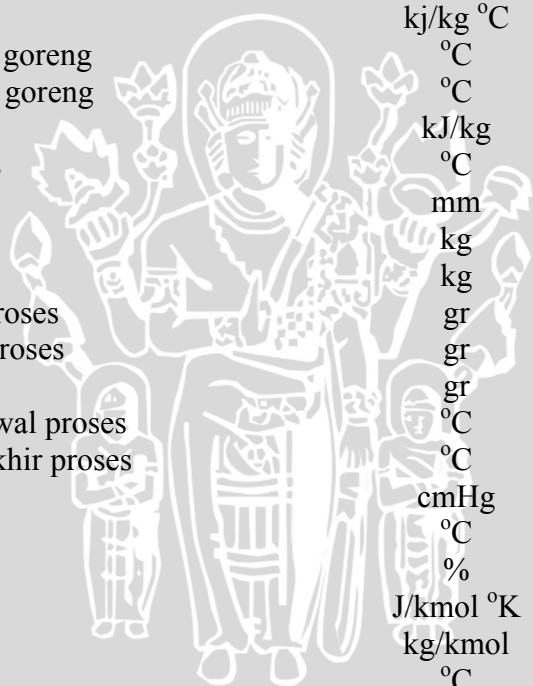 kj/kg °C
goreng °C
goreng °C
kJ/kg
°C
mm
kg
kg
roses gr
roses gr
gr
wal proses °C
khir proses °C
cmHg
°C
%
J/kmol °K
kg/kmol
°C